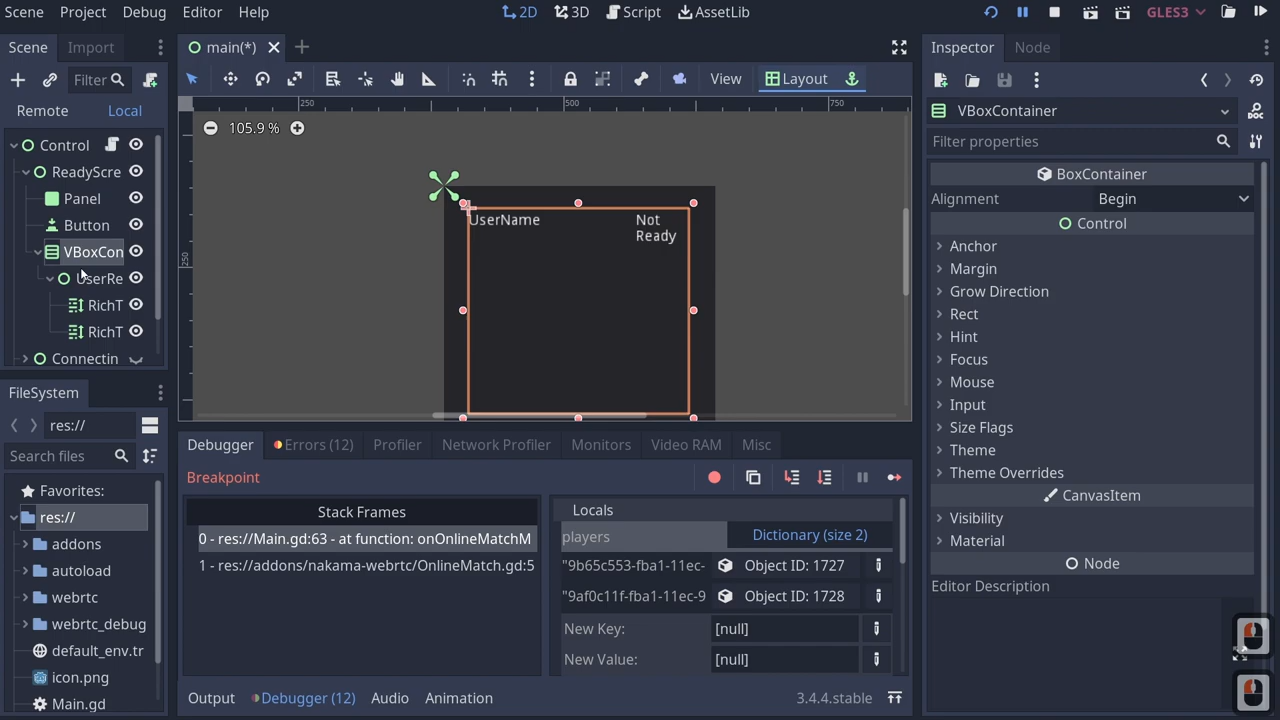 Scene Project Debug Editor Help
2D 3D Script AssetLib
GLES3
Scene Import
main(*)
Inspector Node
Filter
View Layout
Remote Local
250 500 750
VBoxContainer
105.9 %
Filter properties
Control
ReadyScre
Panel
Button
VBoxCon
UserRe
RichT
RichT
Connectin
250
UserName
Not
Ready
BoxContainer
Alignment Begin
Control
Anchor
Margin
Grow Direction
Rect
Hint
Focus
Mouse
Input
Size Flags
Theme
Theme Overrides
CanvasItem
Visibility
Material
Node
Editor Description
FileSystem
res://
Search files
Favorites:
res://
addons
autoload
webrtc
webrtc_debug
default_env.tr
icon.png
Main.gd
Debugger Errors (12) Profiler Network Profiler Monitors Video RAM Misc
Breakpoint
Stack Frames
0 - res://Main.gd:63 - at function: onOnlineMatchM
1 - res://addons/nakama-webrtc/OnlineMatch.gd:5
Locals
players Dictionary (size 2)
"9b65c553-fba1-11ec- Object ID: 1727
"9af0c11f-fba1-11ec-9 Object ID: 1728
New Key: [null]
New Value: [null]
Output Debugger (12) Audio Animation 3.4.4.stable